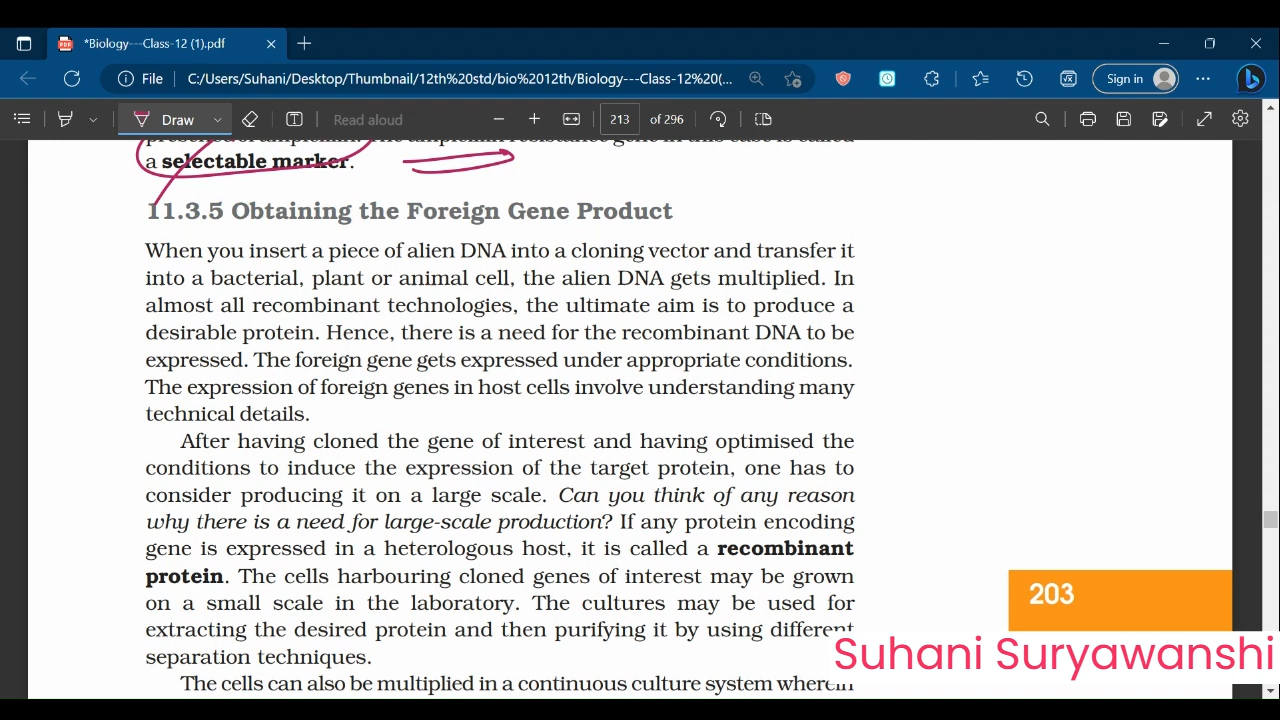 *Biology---Class-12 (1).pdf
File C:/Users/Suhani/Desktop/Thumbnail/12th%20std/bio%2012th/Biology---Class-12%20(... Sign in
Draw Read aloud 213 of 296
a selectable marker.
11.3.5 Obtaining the Foreign Gene Product
When you insert a piece of alien DNA into a cloning vector and transfer it
into a bacterial, plant or animal cell, the alien DNA gets multiplied. In
almost all recombinant technologies, the ultimate aim is to produce a
desirable protein. Hence, there is a need for the recombinant DNA to be
expressed. The foreign gene gets expressed under appropriate conditions.
The expression of foreign genes in host cells involve understanding many
technical details.
After having cloned the gene of interest and having optimised the
conditions to induce the expression of the target protein, one has to
consider producing it on a large scale. Can you think of any reason
why there is a need for large-scale production? If any protein encoding
gene is expressed in a heterologous host, it is called a recombinant
protein. The cells harbouring cloned genes of interest may be grown
on a small scale in the laboratory. The cultures may be used for
extracting the desired protein and then purifying it by using different
separation techniques.
The cells can also be multiplied in a continuous culture system wherein
203
Suhani Suryawanshi